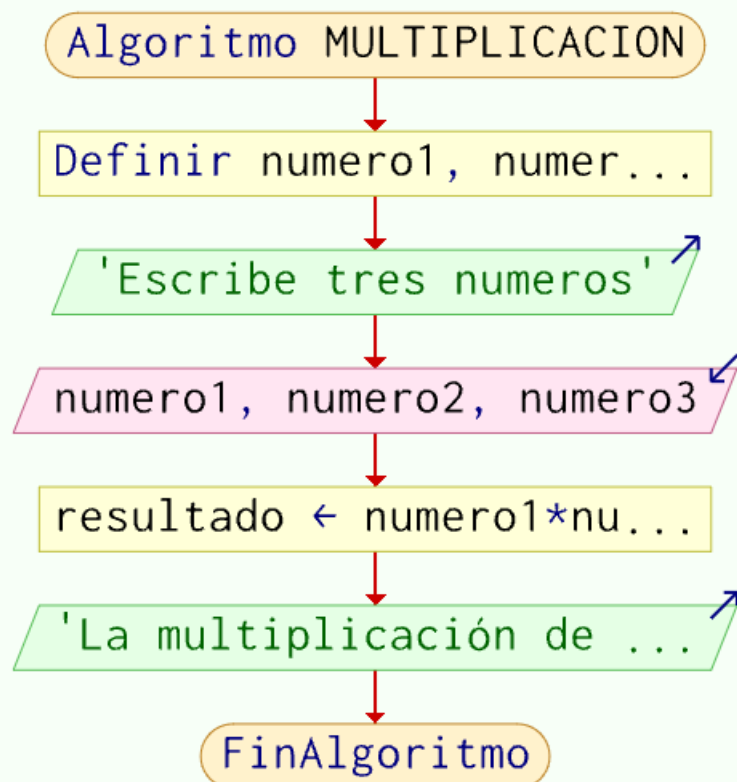 Algoritmo MULTIPLICACION
Definir numero1, numer...
'Escribe tres numeros'
numero1, numero2, numero3
resultado ← numero1*nu...
'La multiplicación de ...
FinAlgoritmo